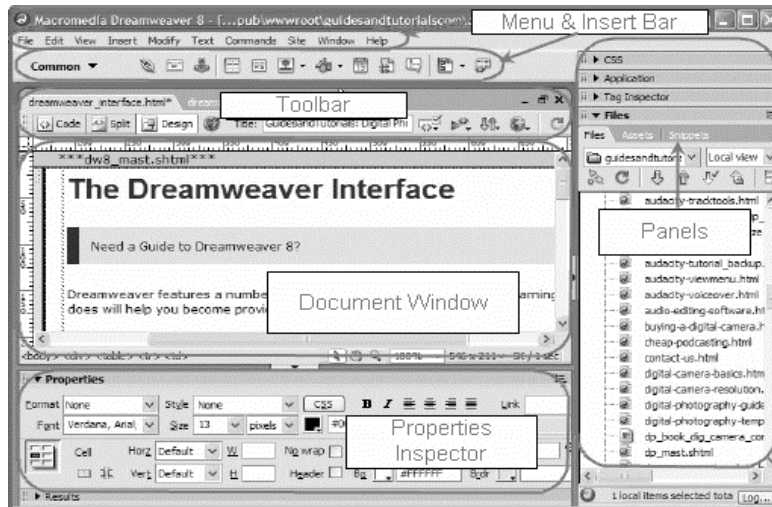 Macromedia Dreamweaver 8 - [...pub\wwwroot\guidesandtutorialscom\
Menu & Insert Bar
File Edit View Insert Modify Text Commands Site Window Help
Common
CSS
Application
Tag Inspector
Files
dreamweaver_interface.html*
Toolbar
Code Split Design Title: GuidesandTutorials: Digital Ph
Files Assets Snippets
Local view
***dw8_mast.shtml***
The Dreamweaver Interface
audacity-tracktools.html
Panels
Need a Guide to Dreamweaver 8?
audacity-tutorial_backup.
audacity-viewmenu.html
audacity-voiceover.html
audio-editing-software.ht
buying-a-digital-camera.h
cheap-podcasting.html
contact-us.html
digital-camera-basics.htm
digital-camera-resolution.
digital-photography-guide
digital-photography-temp
dp_book_dig_camera_cor
dp_mast.shtml
Document Window
Dreamweaver features a numbe
does will help you become provi
<body> <div> <table> <tr> <td>
100% 546 x 211
Properties
Format None Style None CSS B I Link
Font Verdana, Arial, Size 13 pixels
Properties Inspector
Cell Horz Default W No wrap
Vert Default H Header Bg #FFFFFF Brdr
Results
1 local items selected tota Log...